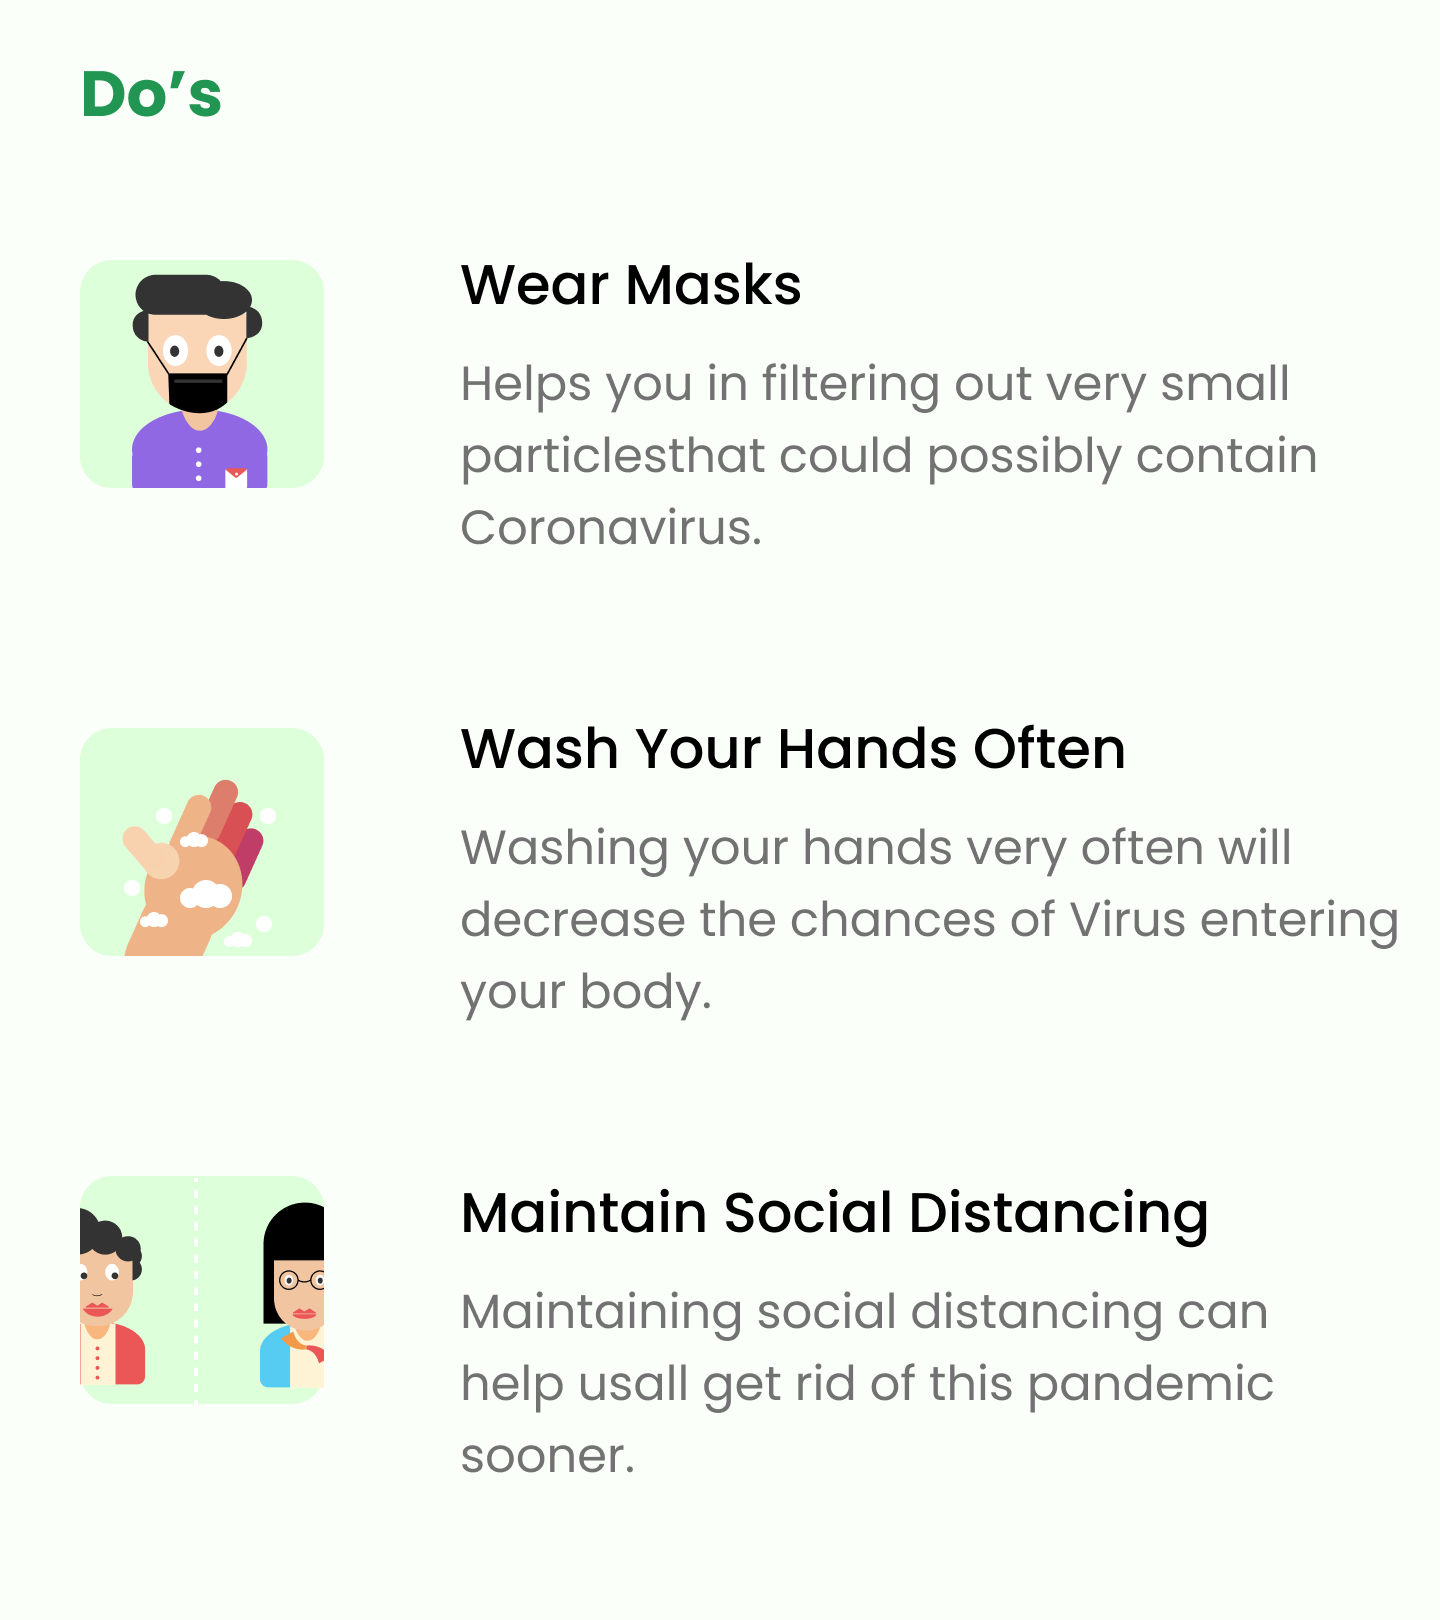 Do’s
Wear Masks
Helps you in filtering out very small
particlesthat could possibly contain
Coronavirus.
Wash Your Hands Often
Washing your hands very often will
decrease the chances of Virus entering
your body.
Maintain Social Distancing
Maintaining social distancing can
help usall get rid of this pandemic
sooner.